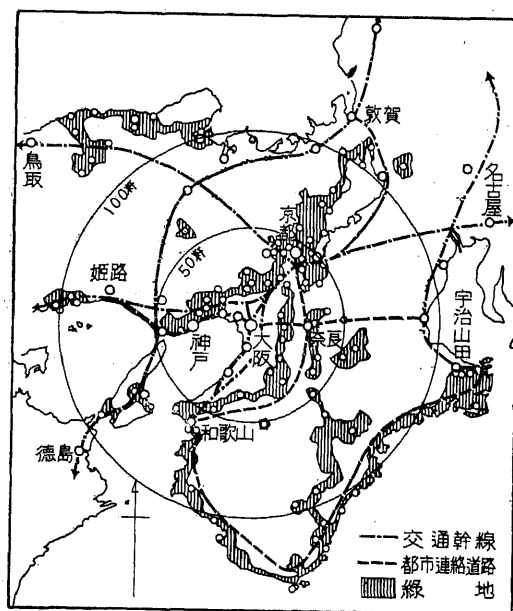 敦賀
鳥取
名古屋
100粁
京都
50粁
姫路
宇治山田
神戸
大阪
奈良
和歌山
徳島
交通幹線
都市連絡道路
緑地